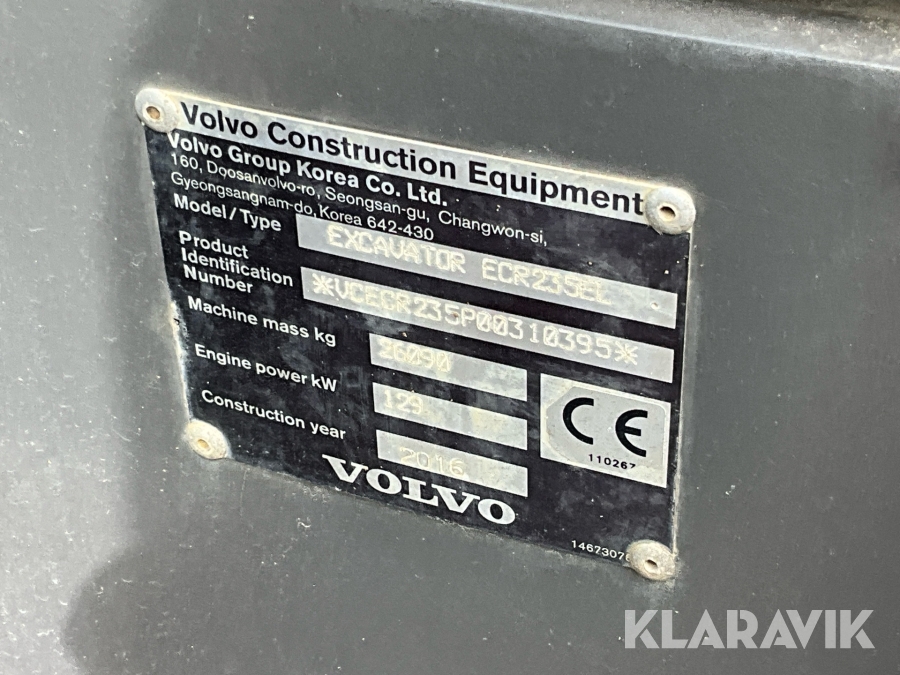 Volvo Construction Equipment
Volvo Group Korea Co. Ltd.
160, Doosanvolvo-ro, Seongsan-gu, Changwon-si,
Gyeongsangnam-do, Korea 642-430
Model/Type
EXCAVATOR ECR235EL
Product
Identification
Number
*VCECR235P00310395*
Machine mass kg
26090
Engine power kW
129
Construction year
2016
CE
110267
VOLVO
KLARAVIK